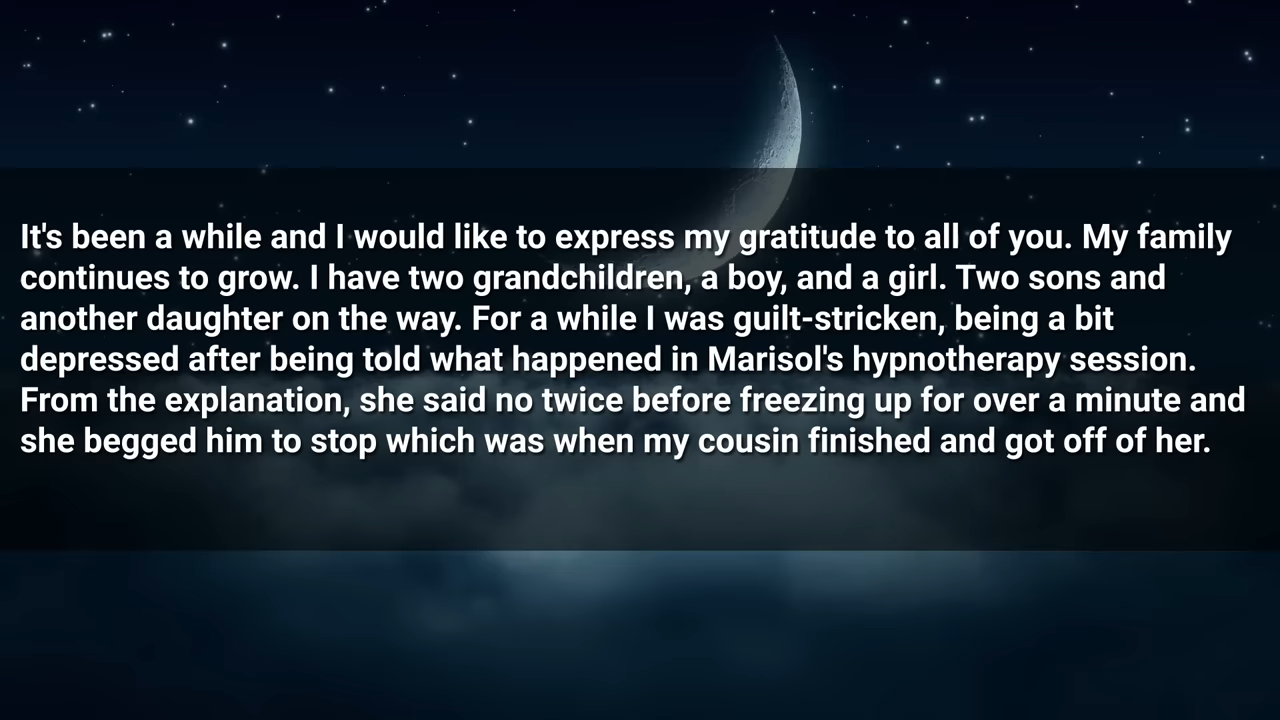 It's been a while and I would like to express my gratitude to all of you. My family
continues to grow. I have two grandchildren, a boy, and a girl. Two sons and
another daughter on the way. For a while I was guilt-stricken, being a bit
depressed after being told what happened in Marisol's hypnotherapy session.
From the explanation, she said no twice before freezing up for over a minute and
she begged him to stop which was when my cousin finished and got off of her.